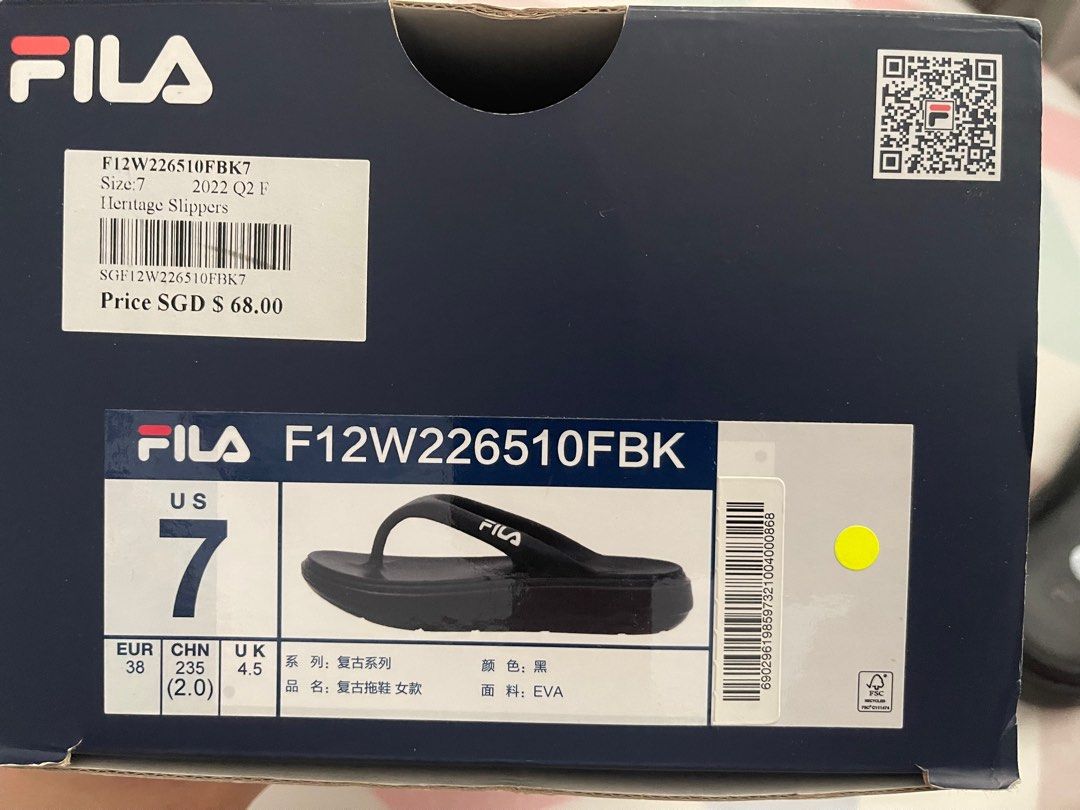 FILA
F12W226510FBK7
Size:7 2022 Q2 F
Heritage Slippers
SGF12W226510FBK7
Price SGD $ 68.00
FILA F12W226510FBK
US
7
FILA
EUR 38
CHN 235 (2.0)
UK 4.5
系 列: 复古系列 颜 色: 黑
品 名: 复古拖鞋 女款 面 料: EVA
690296198597321004000868
FSC
RECYCLED